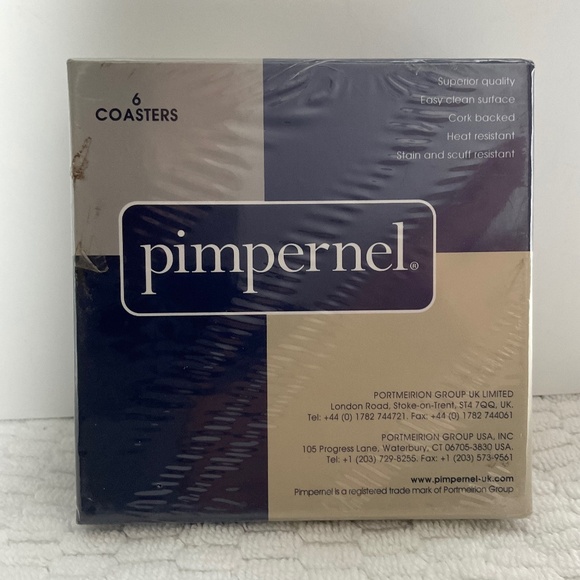 6
COASTERS
Superior quality
Easy clean surface
Cork backed
Heat resistant
Stain and scuff resistant
pimpernel®
PORTMEIRION GROUP UK LIMITED
London Road, Stoke-on-Trent, ST4 7QQ, UK.
Tel: +44 (0) 1782 744721. Fax: +44 (0) 1782 744061
PORTMEIRION GROUP USA, INC
105 Progress Lane, Waterbury, CT 06705-3830 USA.
Tel: +1 (203) 729-8255. Fax: +1 (203) 573-9561
www.pimpernel-uk.com
Pimpernel is a registered trade mark of Portmeirion Group